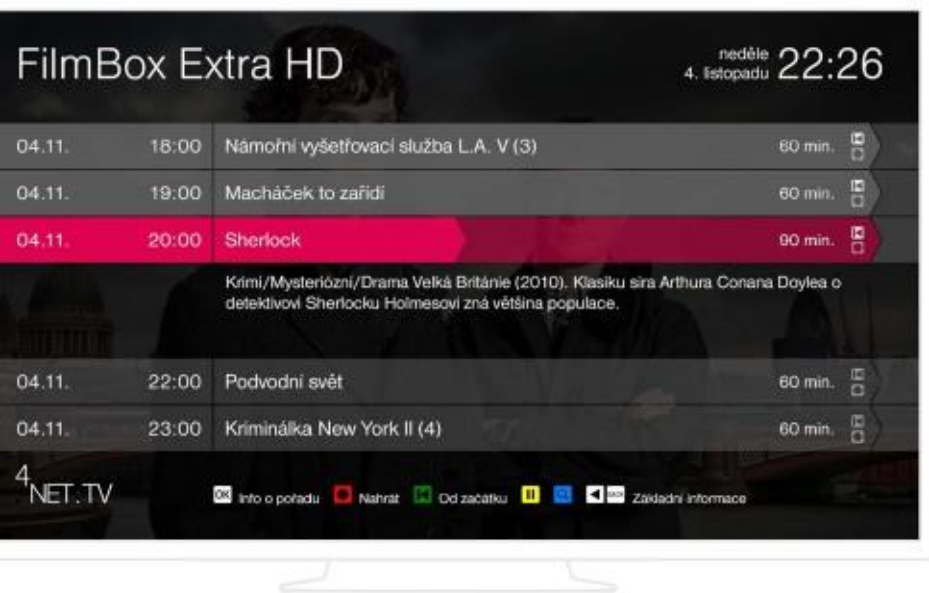 FilmBox Extra HD
neděle
4. listopadu 22:26
04.11. 18:00 Námořní vyšetřovací služba L.A. V (3) 60 min.
04.11. 19:00 Macháček to zařídí 60 min.
04.11. 20:00 Sherlock 90 min.
Krimi/Mysteriózní/Drama Velká Británie (2010). Klasiku sira Arthura Conana Doylea o
detektivovi Sherlocku Holmesovi zná většina populace.
04.11. 22:00 Podvodní svět 60 min.
04.11. 23:00 Kriminálka New York II (4) 60 min.
4NET.TV OK Info o pořadu Nahrát Od začátku BACK Základní informace